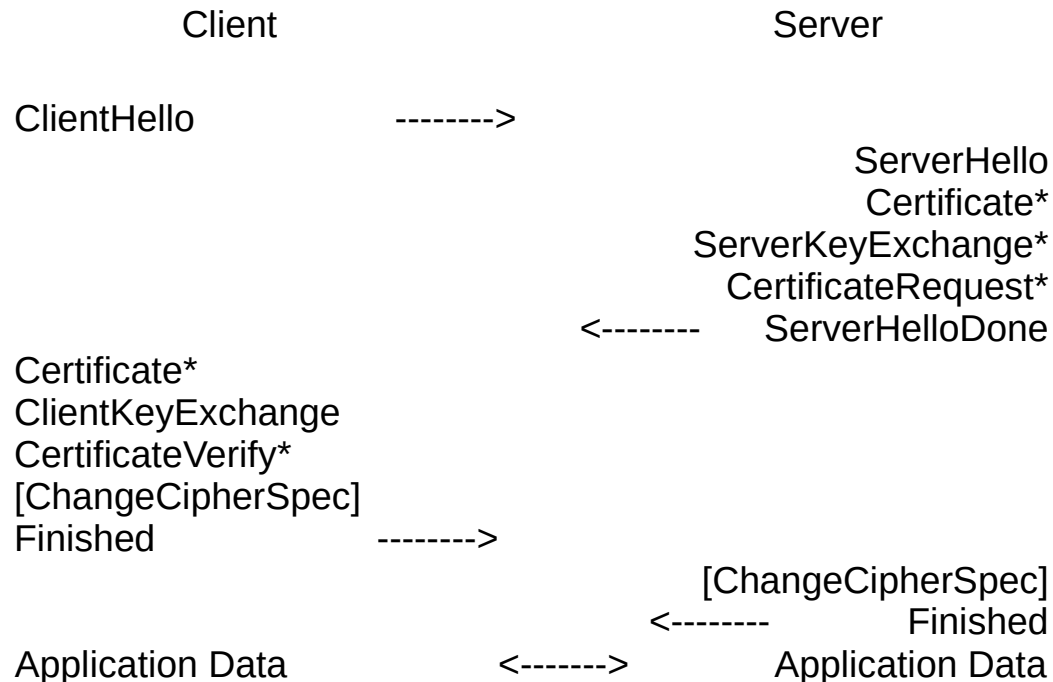 Client Server
ClientHello -------->
ServerHello
Certificate*
ServerKeyExchange*
CertificateRequest*
<-------- ServerHelloDone
Certificate*
ClientKeyExchange
CertificateVerify*
[ChangeCipherSpec]
Finished -------->
[ChangeCipherSpec]
<-------- Finished
Application Data <-------> Application Data